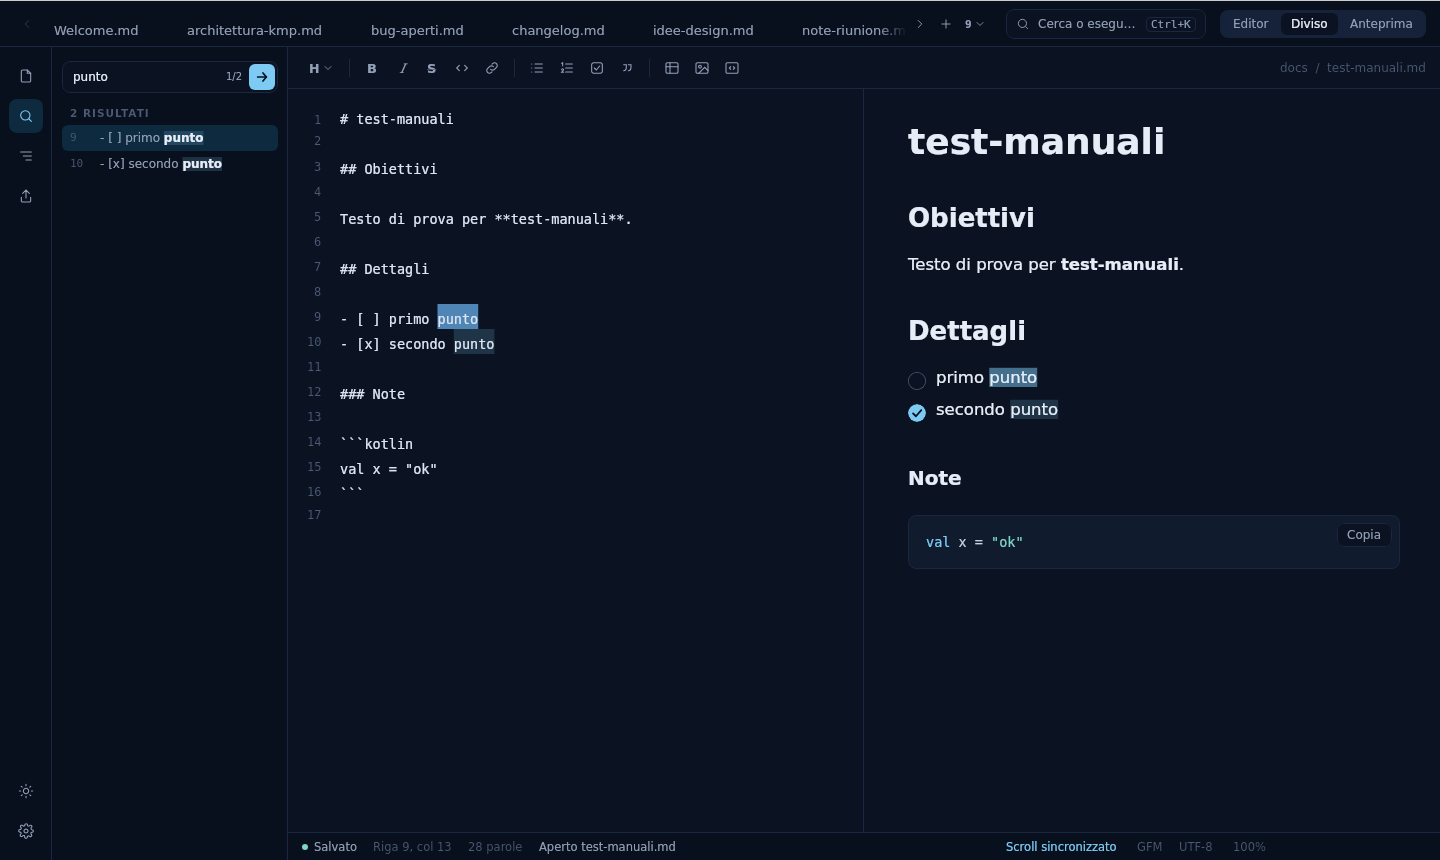 Welcome.md architettura-kmp.md bug-aperti.md changelog.md idee-design.md note-riunione.m 9 Cerca o esegu... Ctrl+K Editor Diviso Anteprima
punto 1/2
H B I S docs / test-manuali.md
2 RISULTATI
9 - [ ] primo punto
10 - [x] secondo punto
1 # test-manuali
2
3 ## Obiettivi
4
5 Testo di prova per **test-manuali**.
6
7 ## Dettagli
8
9 - [ ] primo punto
10 - [x] secondo punto
11
12 ### Note
13
14 ```kotlin
15 val x = "ok"
16 ```
17
test-manuali
Obiettivi
Testo di prova per test-manuali.
Dettagli
primo punto
secondo punto
Note
Copia
val x = "ok"
Salvato Riga 9, col 13 28 parole Aperto test-manuali.md Scroll sincronizzato GFM UTF-8 100%